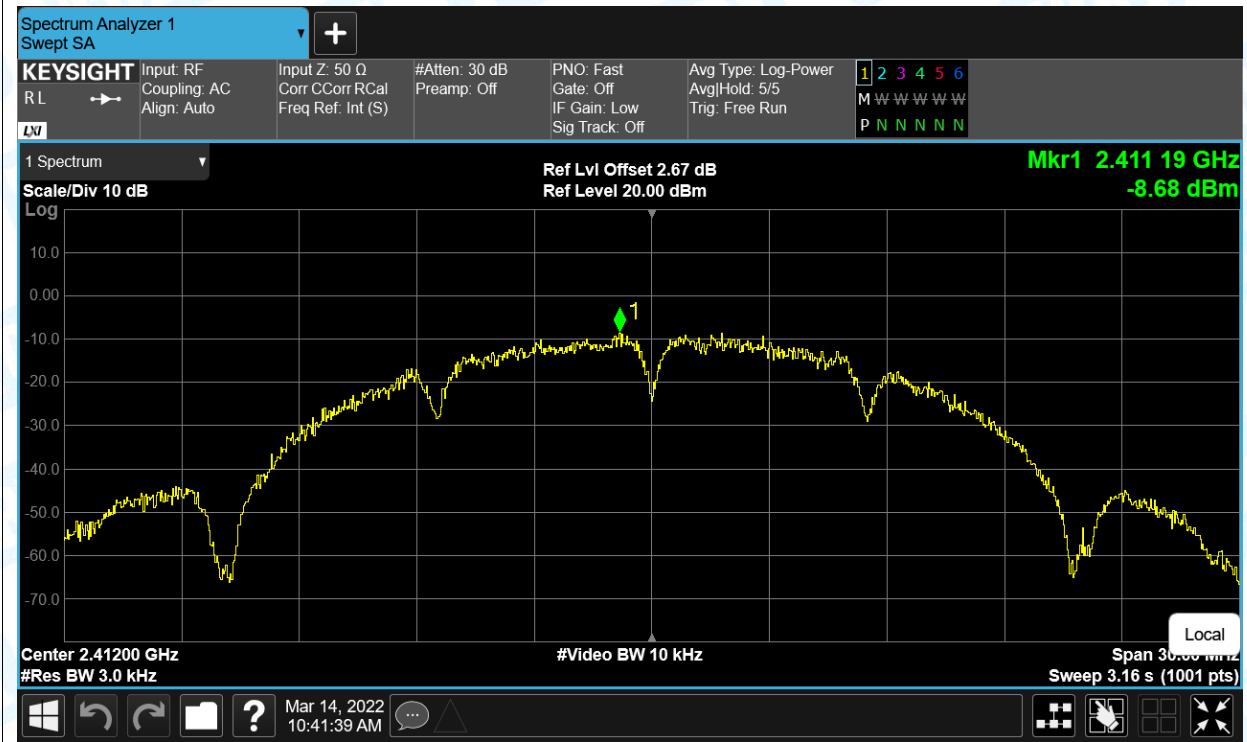 Spectrum Analyzer 1
Swept SA
KEYSIGHT
R L
LXI
Input: RF
Coupling: AC
Align: Auto
Input Z: 50 Ω
Corr CCorr RCal
Freq Ref: Int (S)
#Atten: 30 dB
Preamp: Off
PNO: Fast
Gate: Off
IF Gain: Low
Sig Track: Off
Avg Type: Log-Power
Avg|Hold: 5/5
Trig: Free Run
1 2 3 4 5 6
M W W W W W
P N N N N N
1 Spectrum
Scale/Div 10 dB
Log
Ref Lvl Offset 2.67 dB
Ref Level 20.00 dBm
Mkr1 2.411 19 GHz
-8.68 dBm
10.0
0.00
-10.0
-20.0
-30.0
-40.0
-50.0
-60.0
-70.0
1
Center 2.41200 GHz
#Res BW 3.0 kHz
#Video BW 10 kHz
Local
Span 30.00 MHz
Sweep 3.16 s (1001 pts)
?
Mar 14, 2022
10:41:39 AM